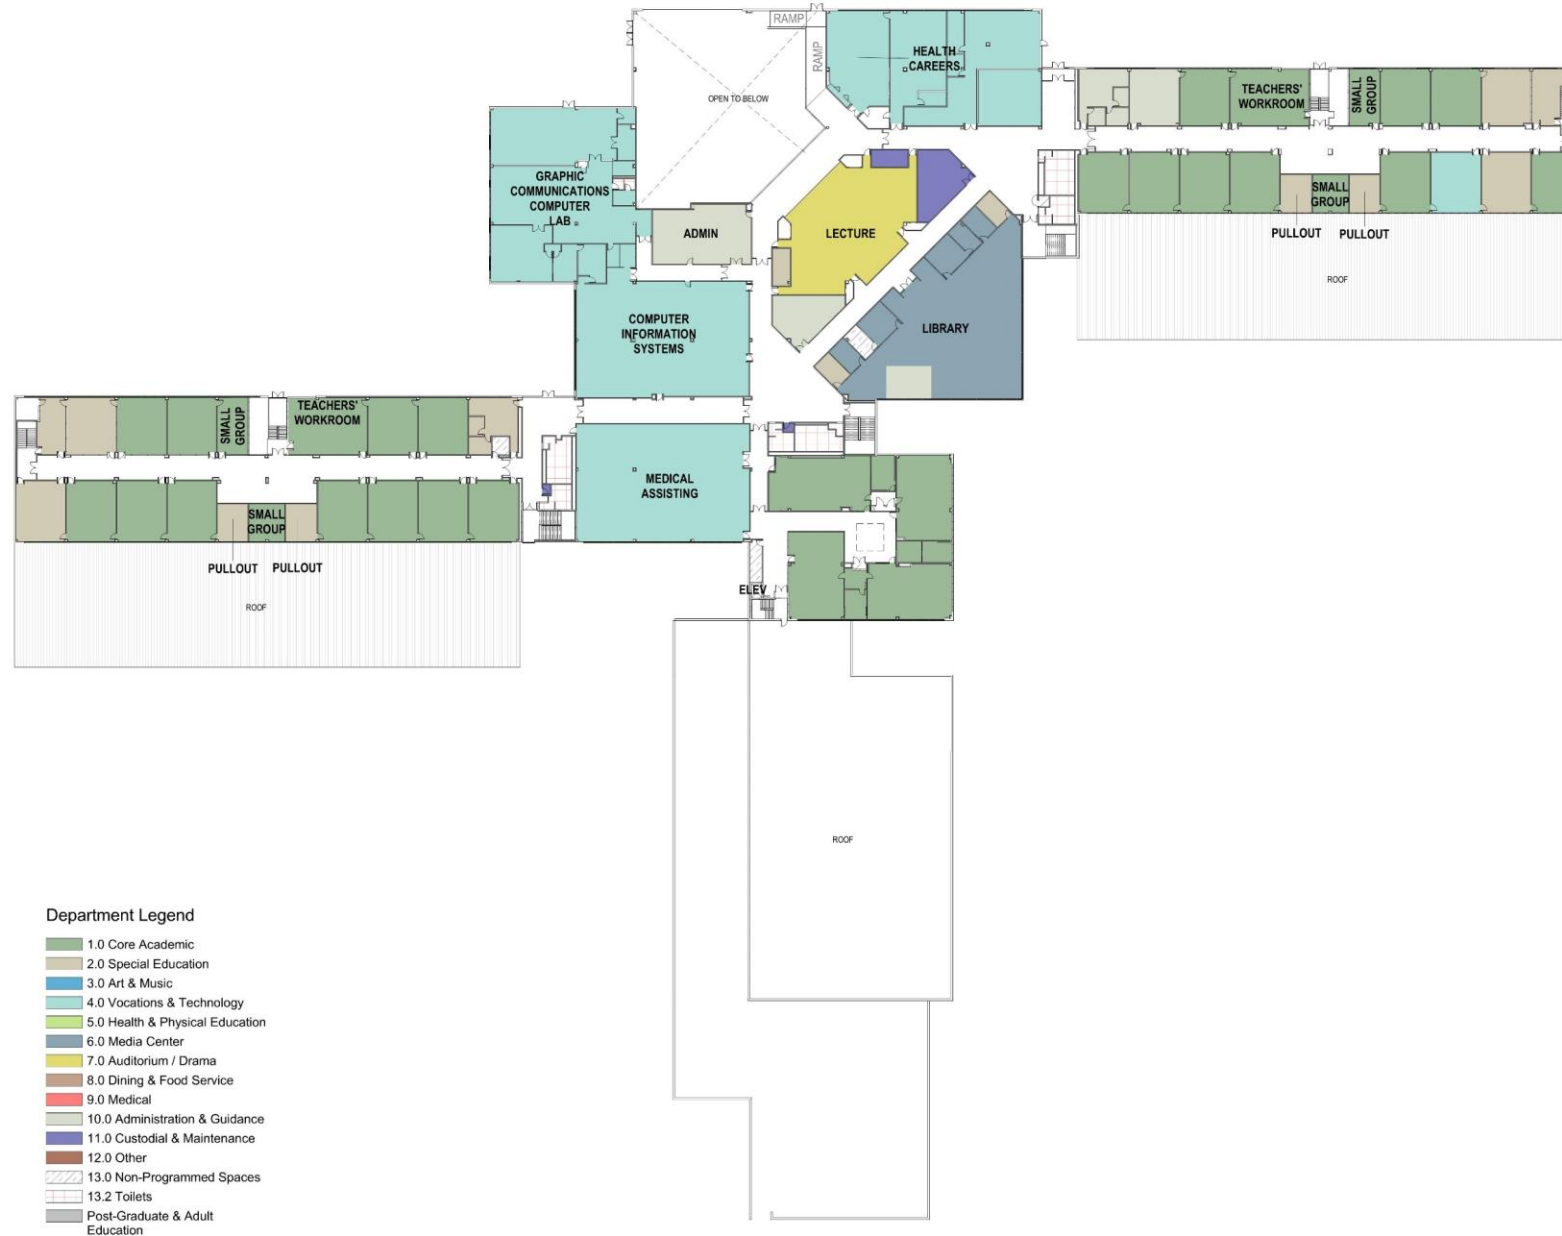 RAMP
RAMP
HEALTH
CAREERS
OPEN TO BELOW
TEACHERS'
WORKROOM
SMALL
GROUP
GRAPHIC
COMMUNICATIONS
COMPUTER
LAB
ADMIN
LECTURE
SMALL
GROUP
PULLOUT
PULLOUT
ROOF
COMPUTER
INFORMATION
SYSTEMS
LIBRARY
SMALL
GROUP
TEACHERS'
WORKROOM
MEDICAL
ASSISTING
SMALL
GROUP
PULLOUT
PULLOUT
ELEV
ROOF
ROOF
Department Legend
1.0 Core Academic
2.0 Special Education
3.0 Art & Music
4.0 Vocations & Technology
5.0 Health & Physical Education
6.0 Media Center
7.0 Auditorium / Drama
8.0 Dining & Food Service
9.0 Medical
10.0 Administration & Guidance
11.0 Custodial & Maintenance
12.0 Other
13.0 Non-Programmed Spaces
13.2 Toilets
Post-Graduate & Adult
Education